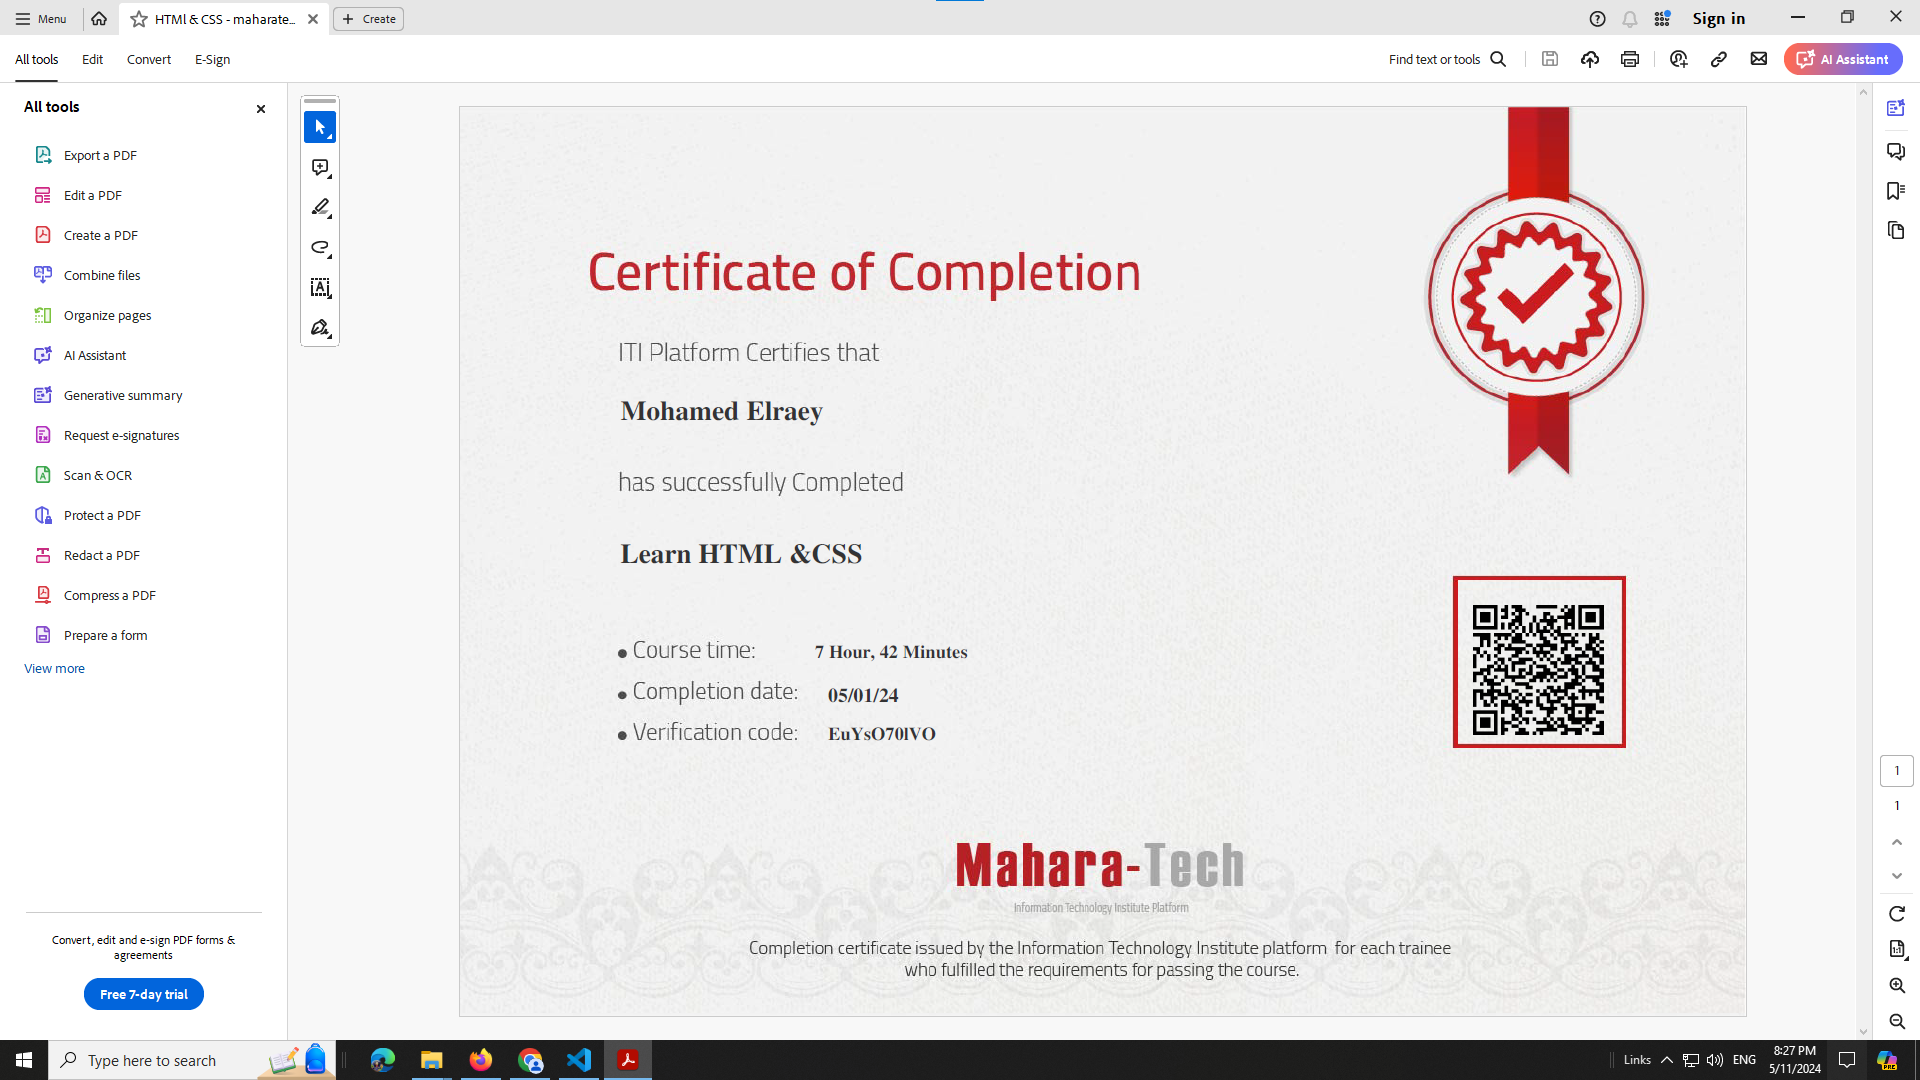 Menu
HTMl & CSS - maharate...
Create
Sign in
All tools
Edit
Convert
E-Sign
Find text or tools
AI Assistant
All tools
Export a PDF
Edit a PDF
Create a PDF
Combine files
Organize pages
AI Assistant
Generative summary
Request e-signatures
Scan & OCR
Protect a PDF
Redact a PDF
Compress a PDF
Prepare a form
View more
Convert, edit and e-sign PDF forms &
agreements
Free 7-day trial
Certificate of Completion
ITI Platform Certifies that
Mohamed Elraey
has successfully Completed
Learn HTML &CSS
• Course time: 7 Hour, 42 Minutes
• Completion date: 05/01/24
• Verification code: EuYsO70lVO
Mahara-Tech
Information Technology Institute Platform
Completion certificate issued by the Information Technology Institute platform for each trainee
who fulfilled the requirements for passing the course.
1
1
Type here to search
Links
ENG
8:27 PM
5/11/2024
PRE